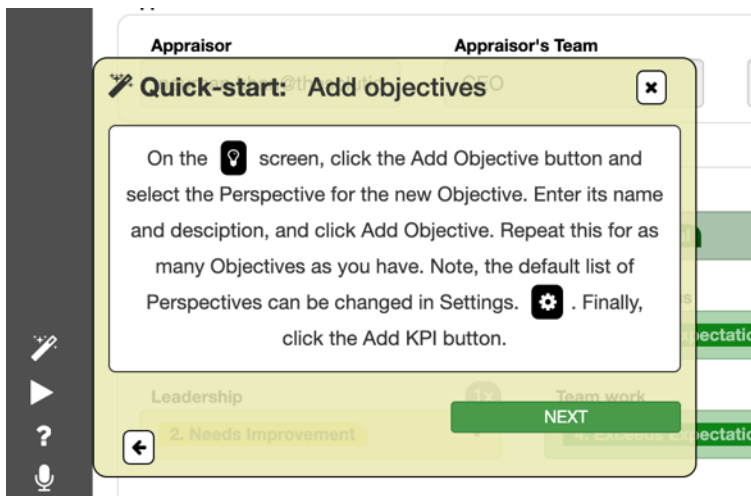 Appraisor Appraisor's Team
Quick-start: Add objectives
CEO
On the screen, click the Add Objective button and
select the Perspective for the new Objective. Enter its name
and desciption, and click Add Objective. Repeat this for as
many Objectives as you have. Note, the default list of
Perspectives can be changed in Settings. . Finally,
click the Add KPI button.
Leadership 1x Team work
NEXT
2. Needs Improvement 4. Exceeds Expectatic
?